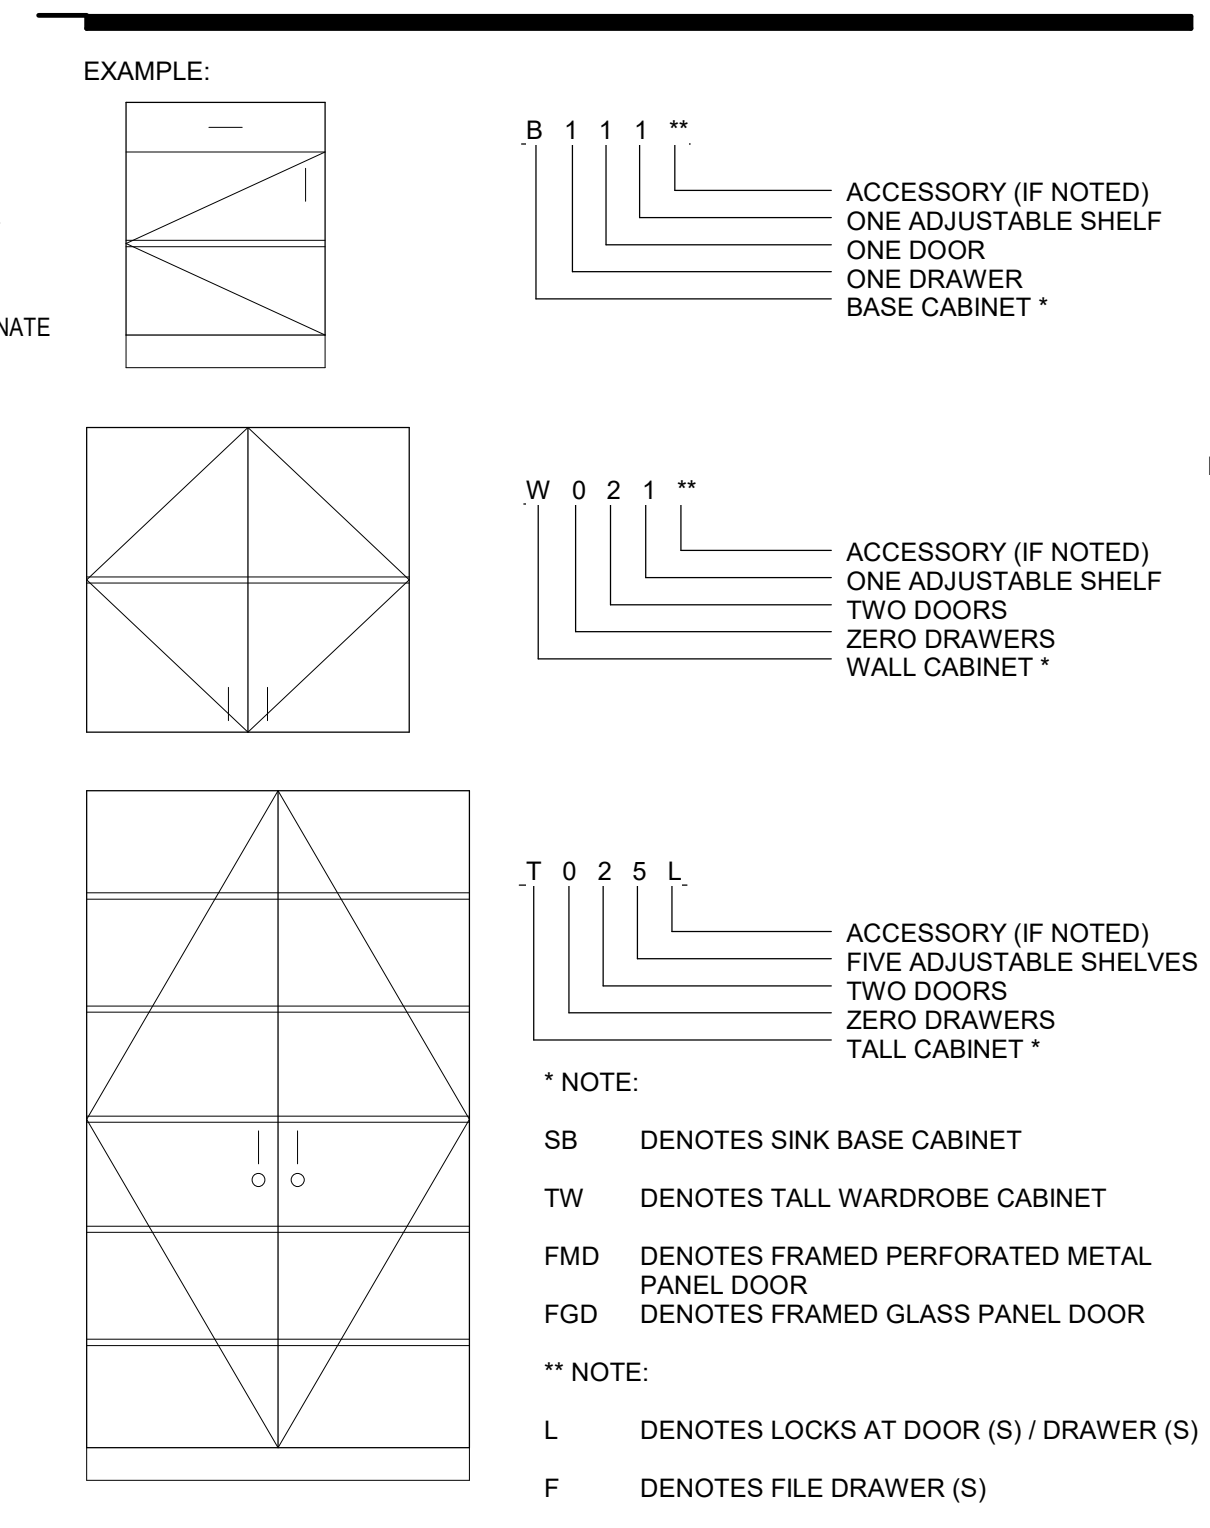 EXAMPLE:
B 1 1 1 **
ACCESSORY (IF NOTED)
ONE ADJUSTABLE SHELF
ONE DOOR
ONE DRAWER
BASE CABINET *
NATE
W 0 2 1 **
ACCESSORY (IF NOTED)
ONE ADJUSTABLE SHELF
TWO DOORS
ZERO DRAWERS
WALL CABINET *
T 0 2 5 L
ACCESSORY (IF NOTED)
FIVE ADJUSTABLE SHELVES
TWO DOORS
ZERO DRAWERS
TALL CABINET *
* NOTE:
SB DENOTES SINK BASE CABINET
TW DENOTES TALL WARDROBE CABINET
FMD DENOTES FRAMED PERFORATED METAL
PANEL DOOR
FGD DENOTES FRAMED GLASS PANEL DOOR
** NOTE:
L DENOTES LOCKS AT DOOR (S) / DRAWER (S)
F DENOTES FILE DRAWER (S)